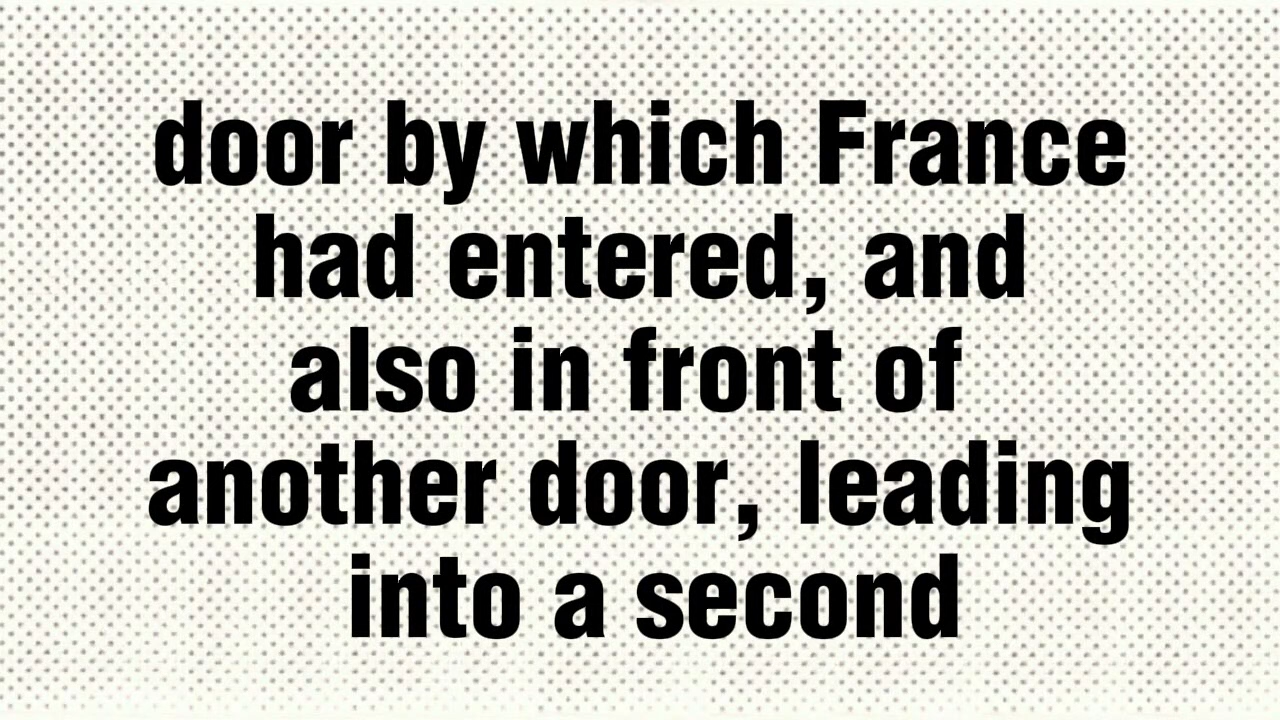 door by which France
had entered, and
also in front of
another door, leading
into a second